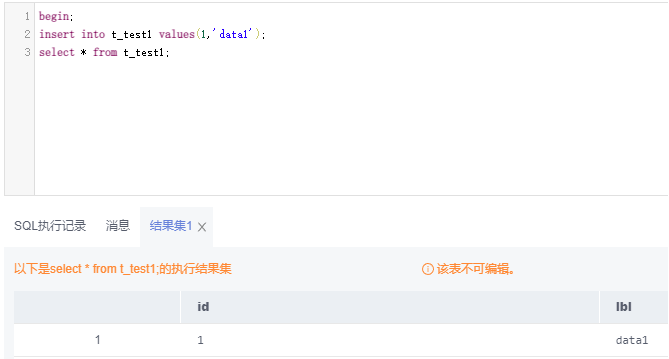 1 begin;
2 insert into t_test1 values(1,'data1');
3 select * from t_test1;
SQL执行记录 消息 结果集1 ×
以下是select * from t_test1;的执行结果集 该表不可编辑。
id lbl
1 1 data1